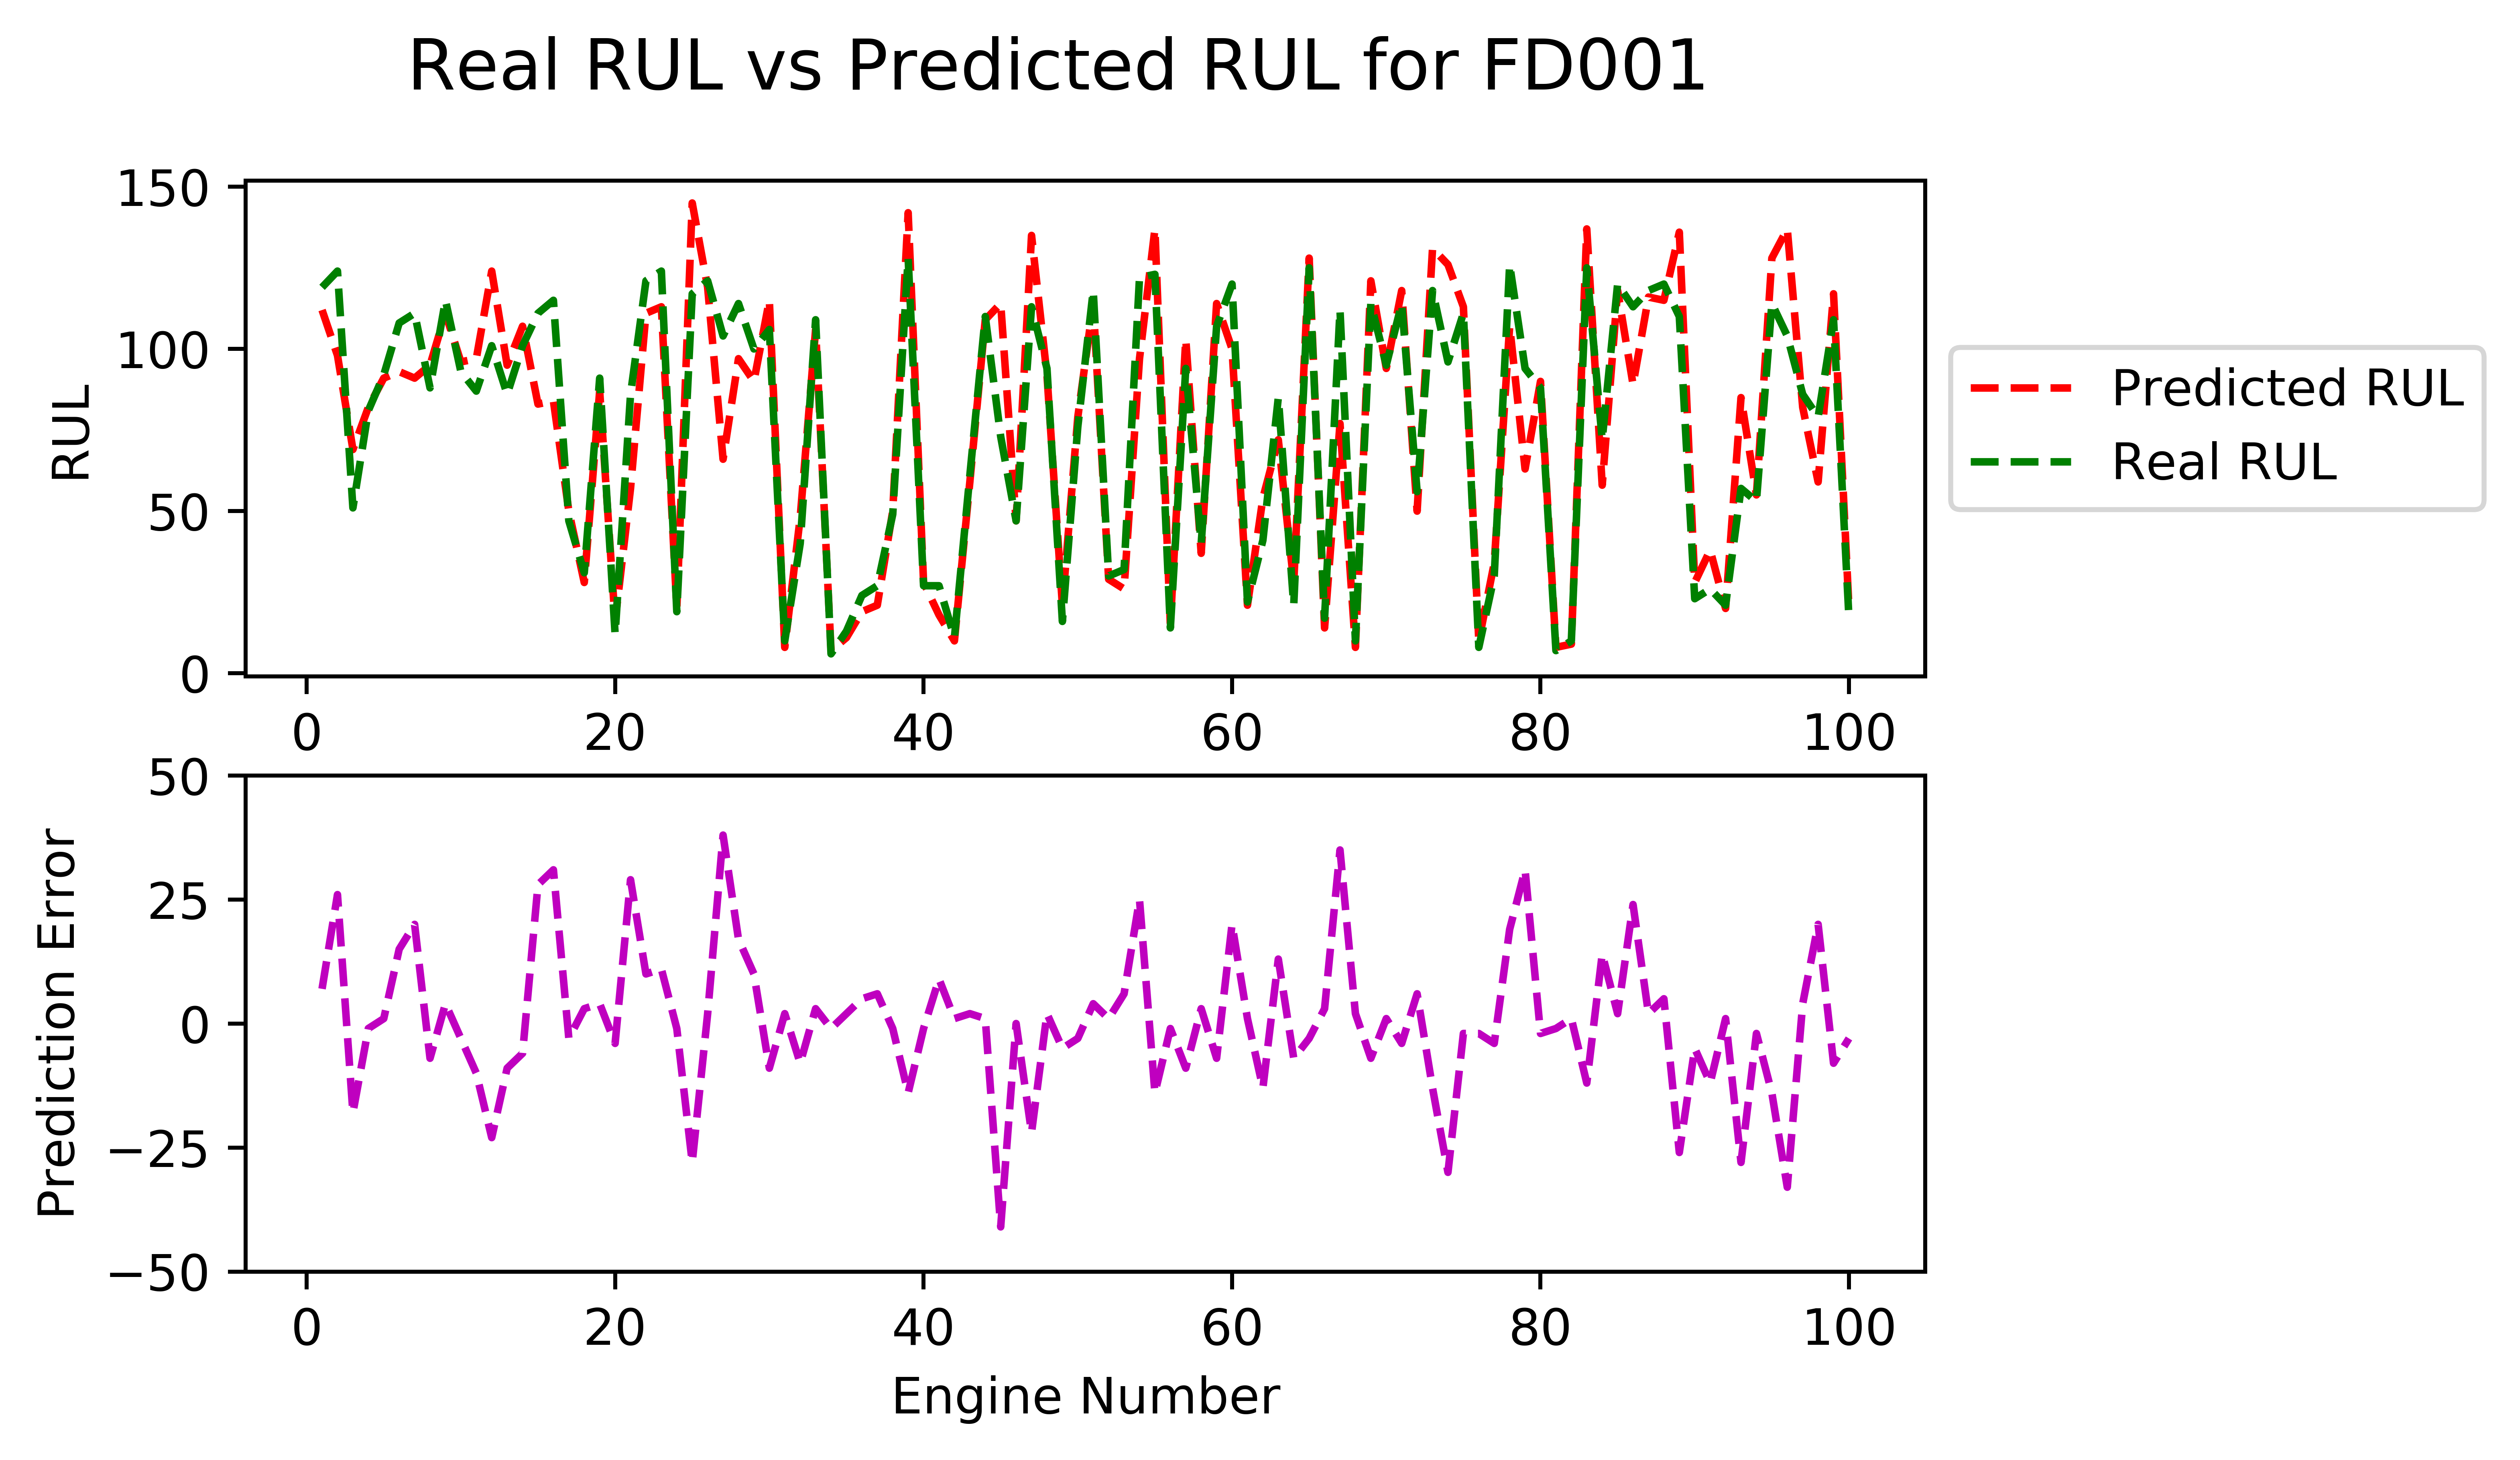 Real RUL vs Predicted RUL for FD001
150
100
50
0
RUL
0 20 40 60 80 100
Predicted RUL
Real RUL
50
25
0
−25
−50
Prediction Error
0 20 40 60 80 100
Engine Number